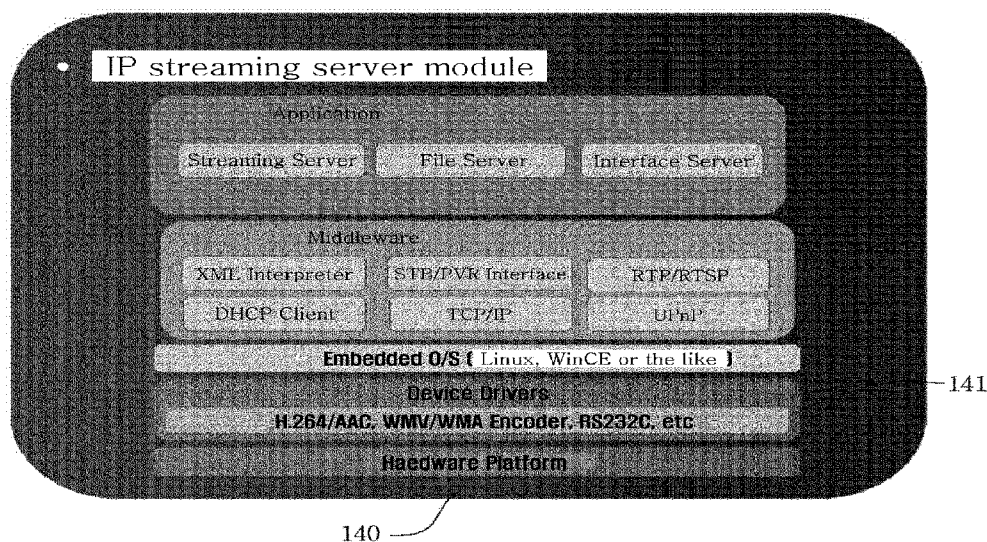 • IP streaming server module
Application
Streaming Server File Server Interface Server
Middleware
XML Interpreter STB/PVR Interface RTP/RTSP
DHCP Client TCP/IP UPnP
Embedded O/S ( Linux, WinCE or the like )
Device Drivers
H.264/AAC, WMV/WMA Encoder, RS232C, etc
Haedware Platform
141
140